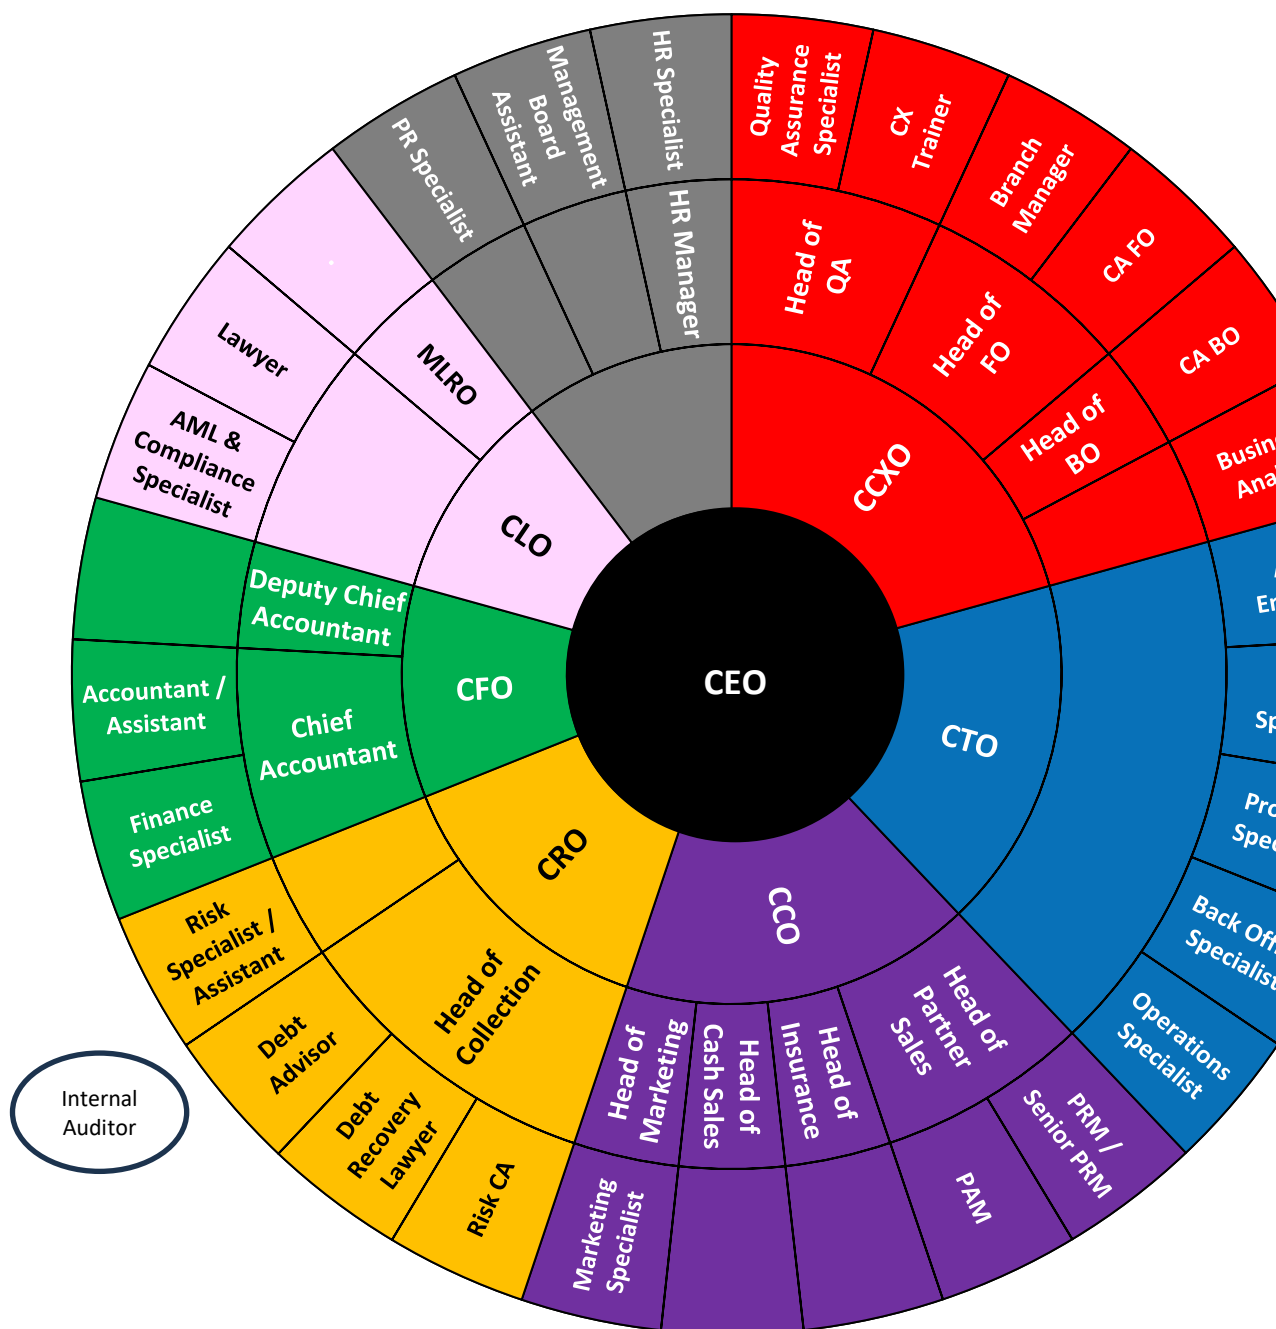 CEO
CCXO
Head of
QA
Quality
Assurance
Specialist
CX
Trainer
Head of
FO
Branch
Manager
CA FO
Head of
BO
CA BO
CTO
Back
Specialist
Operations
Specialist
CCO
Head of
Partner
Sales
PRM /
Senior PRM
PAM
Head of
Insurance
Head of
Cash Sales
Head of
Marketing
Marketing
Specialist
CRO
Head of
Collection
Risk CA
Debt
Recovery
Lawyer
Debt
Advisor
Risk
Specialist /
Assistant
CFO
Chief
Accountant
Finance
Specialist
Accountant /
Assistant
Deputy Chief
Accountant
CLO
AML &
Compliance
Specialist
Lawyer
MLRO
PR Specialist
Management
Board
Assistant
HR Manager
HR Specialist
Internal
Auditor